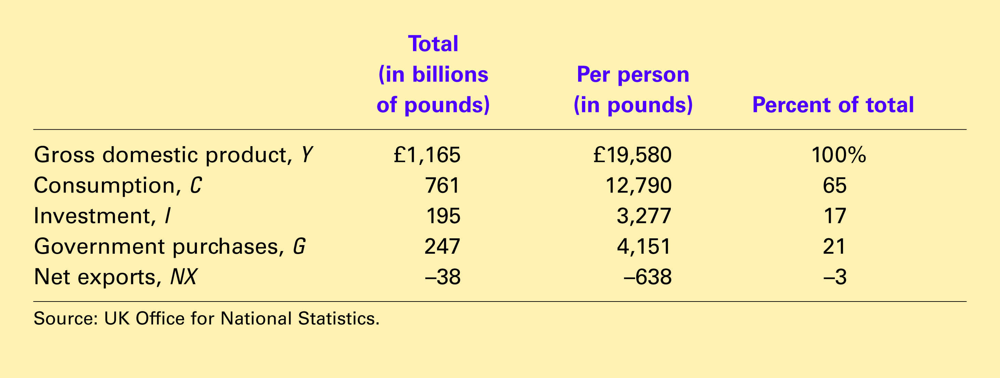 Total
(in billions Per person
of pounds) (in pounds) Percent of total
Gross domestic product, Y £1,165 £19,580 100%
Consumption, C 761 12,790 65
Investment, I 195 3,277 17
Government purchases, G 247 4,151 21
Net exports, NX –38 –638 –3
Source: UK Office for National Statistics.